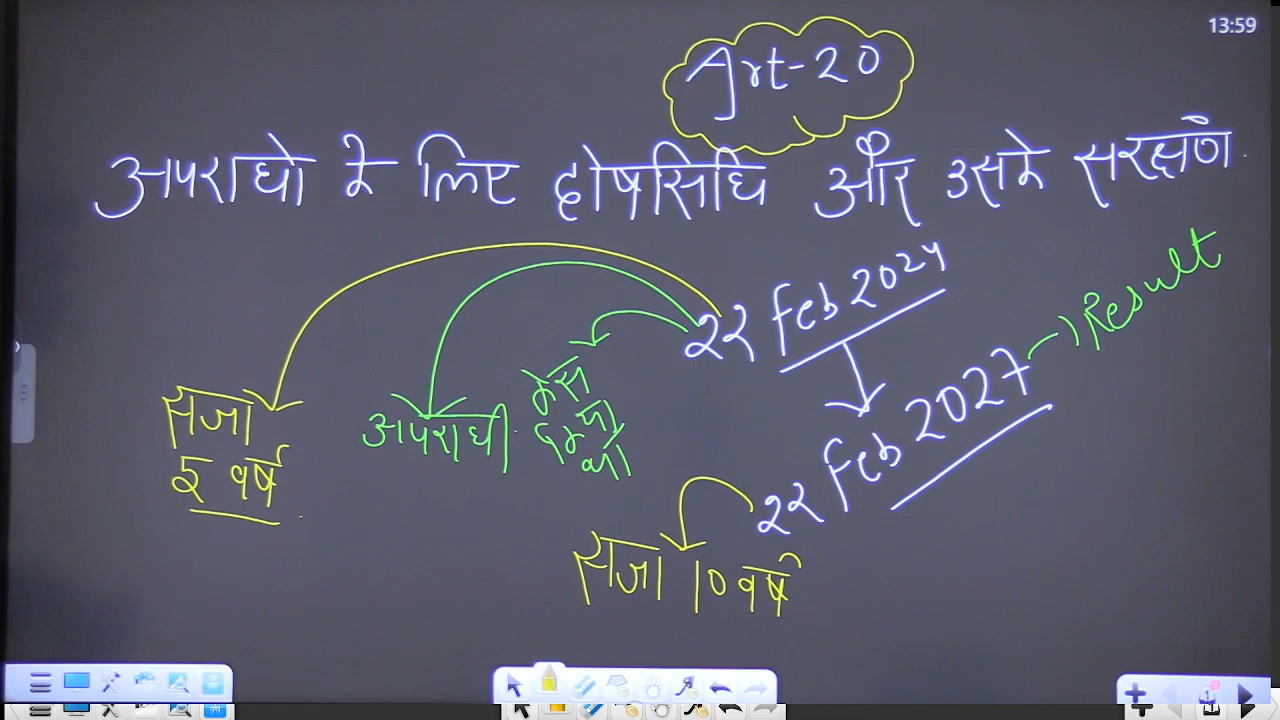 13:59
Art-20
अपराधो के लिए दोषसिधि और उसके सरक्षण.
22 Feb 2024
Result
22 Feb 2027
सजा
5 वर्ष
अपराधी
केस
सजा 10 वर्ष